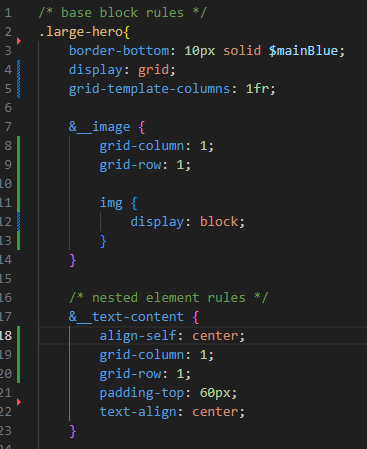 1 /* base block rules */
2 .large-hero{
3 border-bottom: 10px solid $mainBlue;
4 display: grid;
5 grid-template-columns: 1fr;
6
7 &__image {
8 grid-column: 1;
9 grid-row: 1;
10
11 img {
12 display: block;
13 }
14 }
15
16 /* nested element rules */
17 &__text-content {
18 align-self: center;
19 grid-column: 1;
20 grid-row: 1;
21 padding-top: 60px;
22 text-align: center;
23 }
24